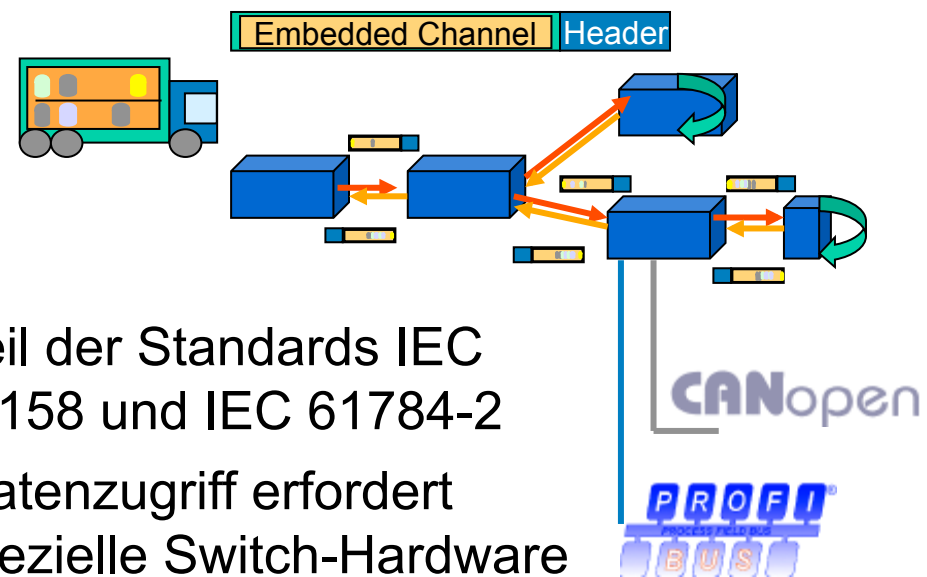 Embedded Channel Header
eil der Standards IEC
158 und IEC 61784-2
CANopen
atenzugriff erfordert
ezielle Switch-Hardware
PROFI®
PROCESS FIELD BUS
BUS